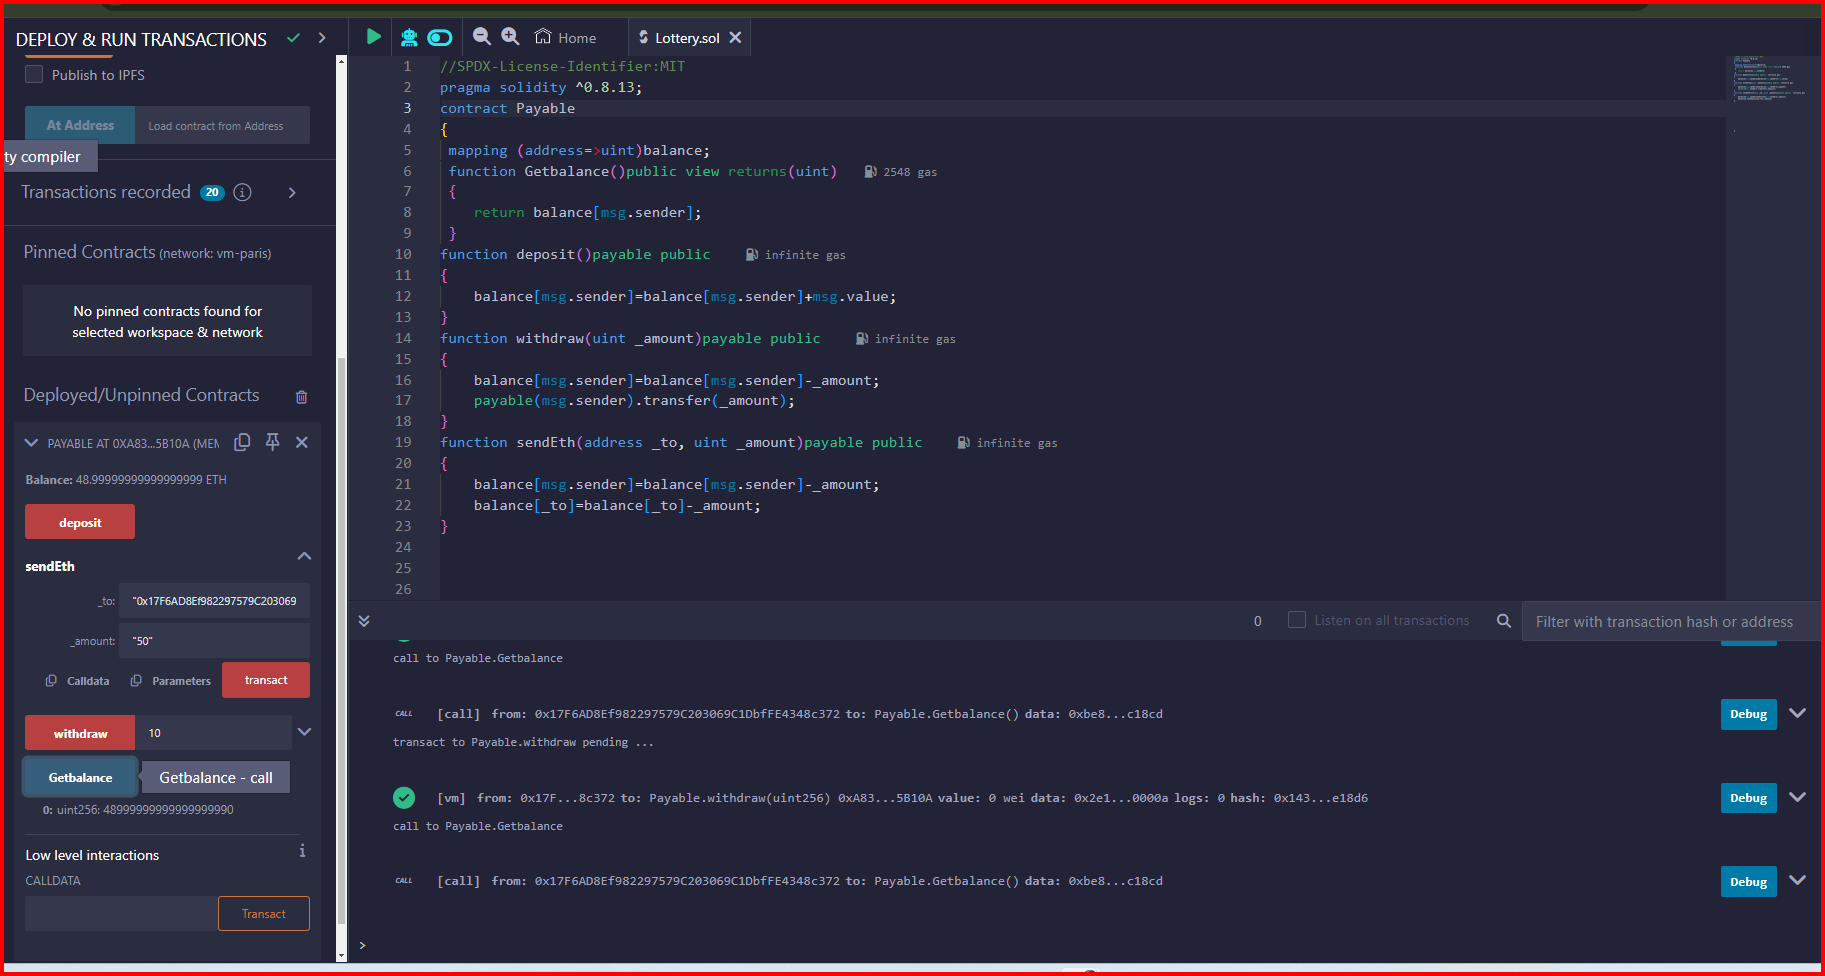 DEPLOY & RUN TRANSACTIONS
Publish to IPFS
At Address
Load contract from Address
ty compiler
Transactions recorded 20
Pinned Contracts (network: vm-paris)
No pinned contracts found for
selected workspace & network
Deployed/Unpinned Contracts
PAYABLE AT 0XA83...5B10A (MEM
Balance: 48.99999999999999999 ETH
deposit
sendEth
_to: "0x17F6AD8Ef982297579C203069
_amount: "50"
Calldata Parameters transact
withdraw 10
Getbalance Getbalance - call
0: uint256: 48999999999999999990
Low level interactions
CALLDATA
Transact
Home
Lottery.sol
1 //SPDX-License-Identifier:MIT
2 pragma solidity ^0.8.13;
3 contract Payable
4 {
5 mapping (address=>uint)balance;
6 function Getbalance()public view returns(uint) 2548 gas
7 {
8 return balance[msg.sender];
9 }
10 function deposit()payable public infinite gas
11 {
12 balance[msg.sender]=balance[msg.sender]+msg.value;
13 }
14 function withdraw(uint _amount)payable public infinite gas
15 {
16 balance[msg.sender]=balance[msg.sender]-_amount;
17 payable(msg.sender).transfer(_amount);
18 }
19 function sendEth(address _to, uint _amount)payable public infinite gas
20 {
21 balance[msg.sender]=balance[msg.sender]-_amount;
22 balance[_to]=balance[_to]-_amount;
23 }
24
25
26
0 Listen on all transactions Filter with transaction hash or address
call to Payable.Getbalance
CALL [call] from: 0x17F6AD8Ef982297579C203069C1DbfFE4348c372 to: Payable.Getbalance() data: 0xbe8...c18cd Debug
transact to Payable.withdraw pending ...
[vm] from: 0x17F...8c372 to: Payable.withdraw(uint256) 0xA83...5B10A value: 0 wei data: 0x2e1...0000a logs: 0 hash: 0x143...e18d6 Debug
call to Payable.Getbalance
CALL [call] from: 0x17F6AD8Ef982297579C203069C1DbfFE4348c372 to: Payable.Getbalance() data: 0xbe8...c18cd Debug
>